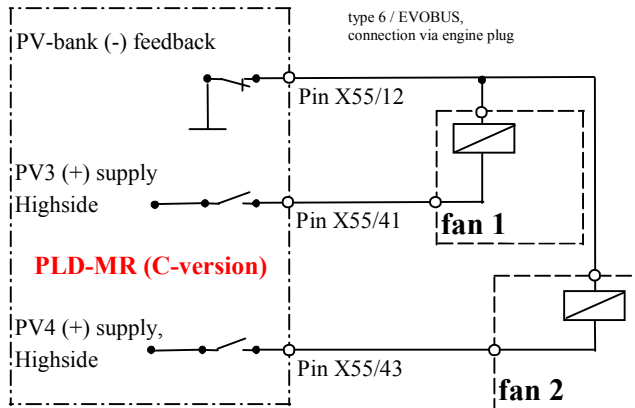 type 6 / EVOBUS,
connection via engine plug
PV-bank (-) feedback
Pin X55/12
PV3 (+) supply
Highside
Pin X55/41
fan 1
PLD-MR (C-version)
PV4 (+) supply,
Highside
Pin X55/43
fan 2